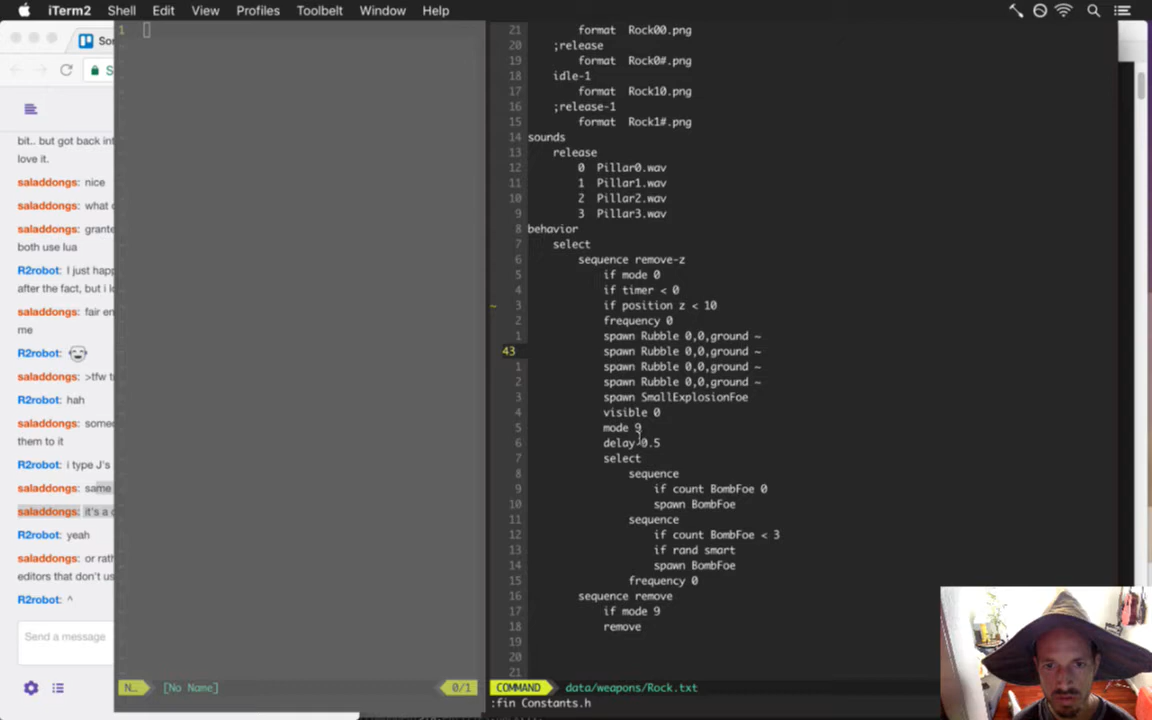 iTerm2 Shell Edit View Profiles Toolbelt Window Help
Sor
S
bit.. but got back int
love it.
saladdongs: nice
saladdongs: what c
saladdongs: grante
both use lua
R2robot: I just happ
after the fact, but i l
saladdongs: fair en
me
R2robot:
saladdongs: >tfw t
R2robot: hah
saladdongs: some
them to it
R2robot: i type J's
saladdongs: same
saladdongs: it's a c
R2robot: yeah
saladdongs: or rath
editors that don't us
R2robot: ^
Send a message
1
N… [No Name] 0/1
21 format Rock00.png
20 ;release
19 format Rock0#.png
18 idle-1
17 format Rock10.png
16 ;release-1
15 format Rock1#.png
14 sounds
13 release
12 0 Pillar0.wav
11 1 Pillar1.wav
10 2 Pillar2.wav
9 3 Pillar3.wav
8 behavior
7 select
6 sequence remove-z
5 if mode 0
4 if timer < 0
~ 3 if position z < 10
2 frequency 0
1 spawn Rubble 0,0,ground ~
43 spawn Rubble 0,0,ground ~
1 spawn Rubble 0,0,ground ~
2 spawn Rubble 0,0,ground ~
3 spawn SmallExplosionFoe
4 visible 0
5 mode 9
6 delay 0.5
7 select
8 sequence
9 if count BombFoe 0
10 spawn BombFoe
11 sequence
12 if count BombFoe < 3
13 if rand smart
14 spawn BombFoe
15 frequency 0
16 sequence remove
17 if mode 9
18 remove
19
20
21
COMMAND data/weapons/Rock.txt
:fin Constants.h